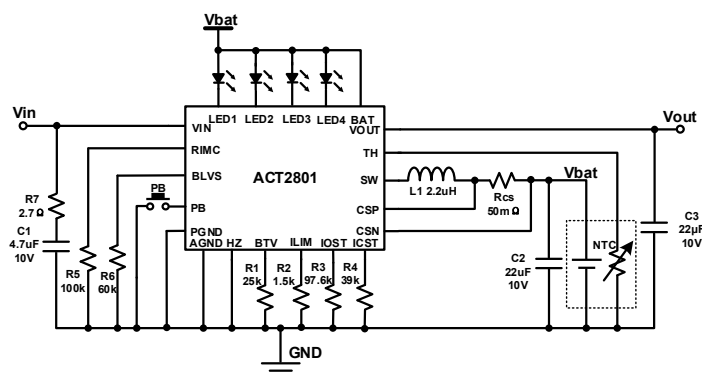 Vbat
Vin
LED1 LED2 LED3 LED4 BAT
VIN
VOUT
Vout
RIMC
TH
BLVS
ACT2801
SW
L1 2.2uH
Rcs
50mΩ
Vbat
PB
PB
CSP
R7
2.7Ω
C1
4.7uF
10V
PGND
CSN
AGND HZ BTV ILIM IOST ICST
NTC
C3
22μF
10V
R5
100k
R6
60k
R1
25k
R2
1.5k
R3
97.6k
R4
39k
C2
22uF
10V
GND